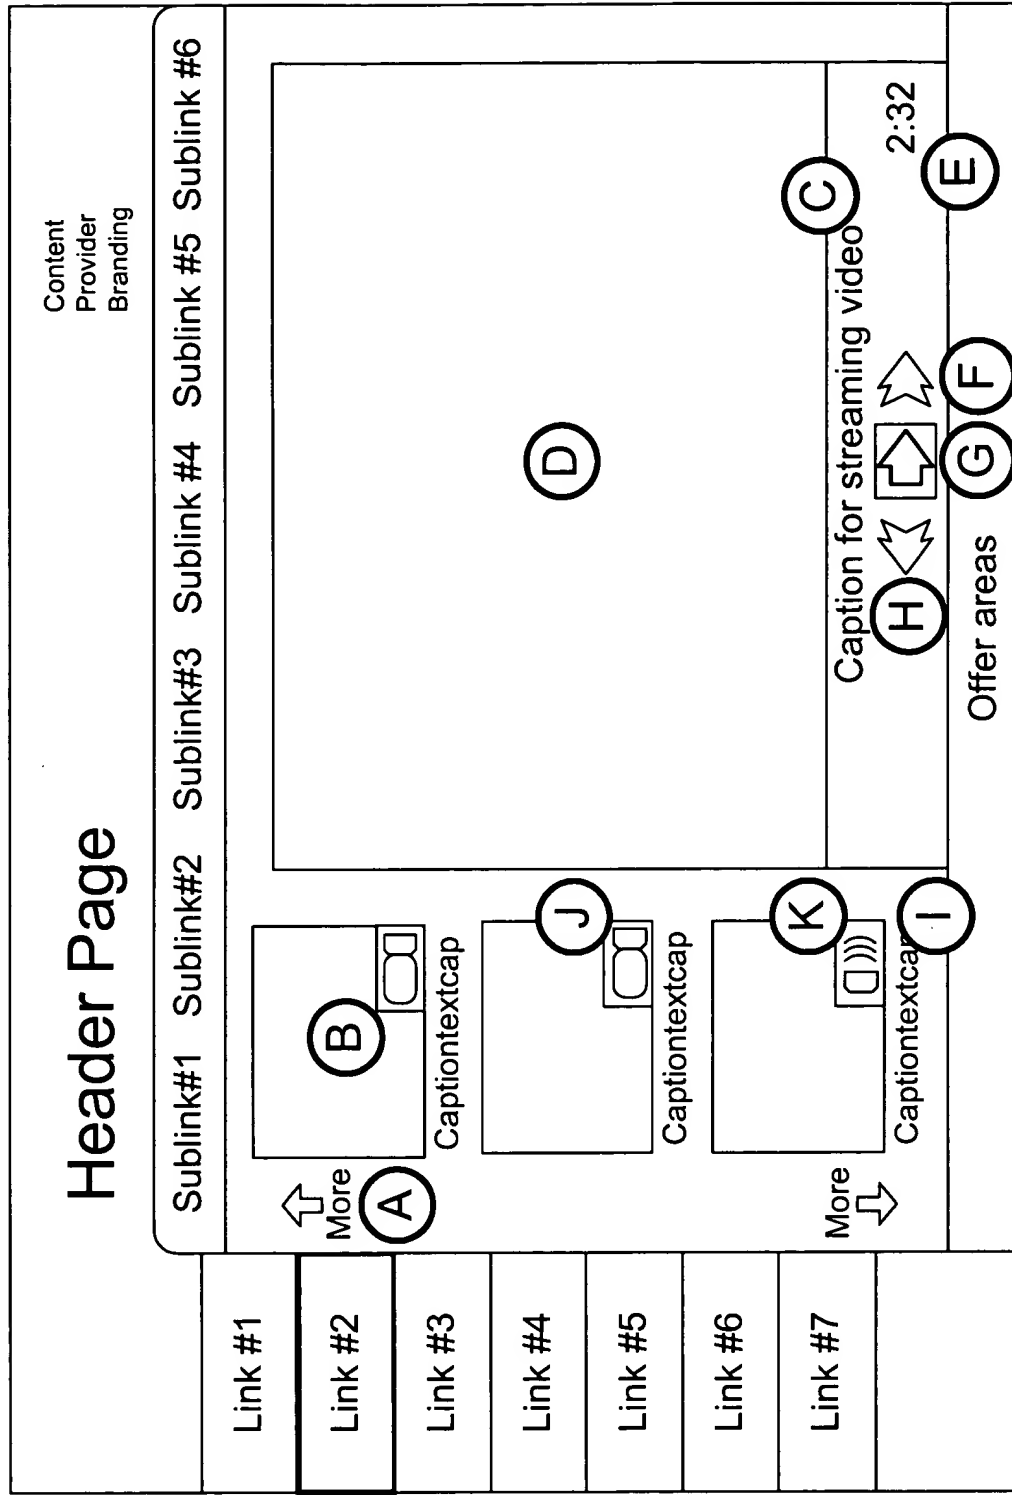 Header Page
Content
Provider
Branding
Sublink#1 Sublink#2 Sublink#3 Sublink #4 Sublink #5 Sublink #6
Link #1
Link #2
Link #3
Link #4
Link #5
Link #6
Link #7
More
A
B
Captiontextcap
J
Captiontextcap
K
More
Captiontextcap
I
D
C
Caption for streaming video
H
G
F
2:32
E
Offer areas